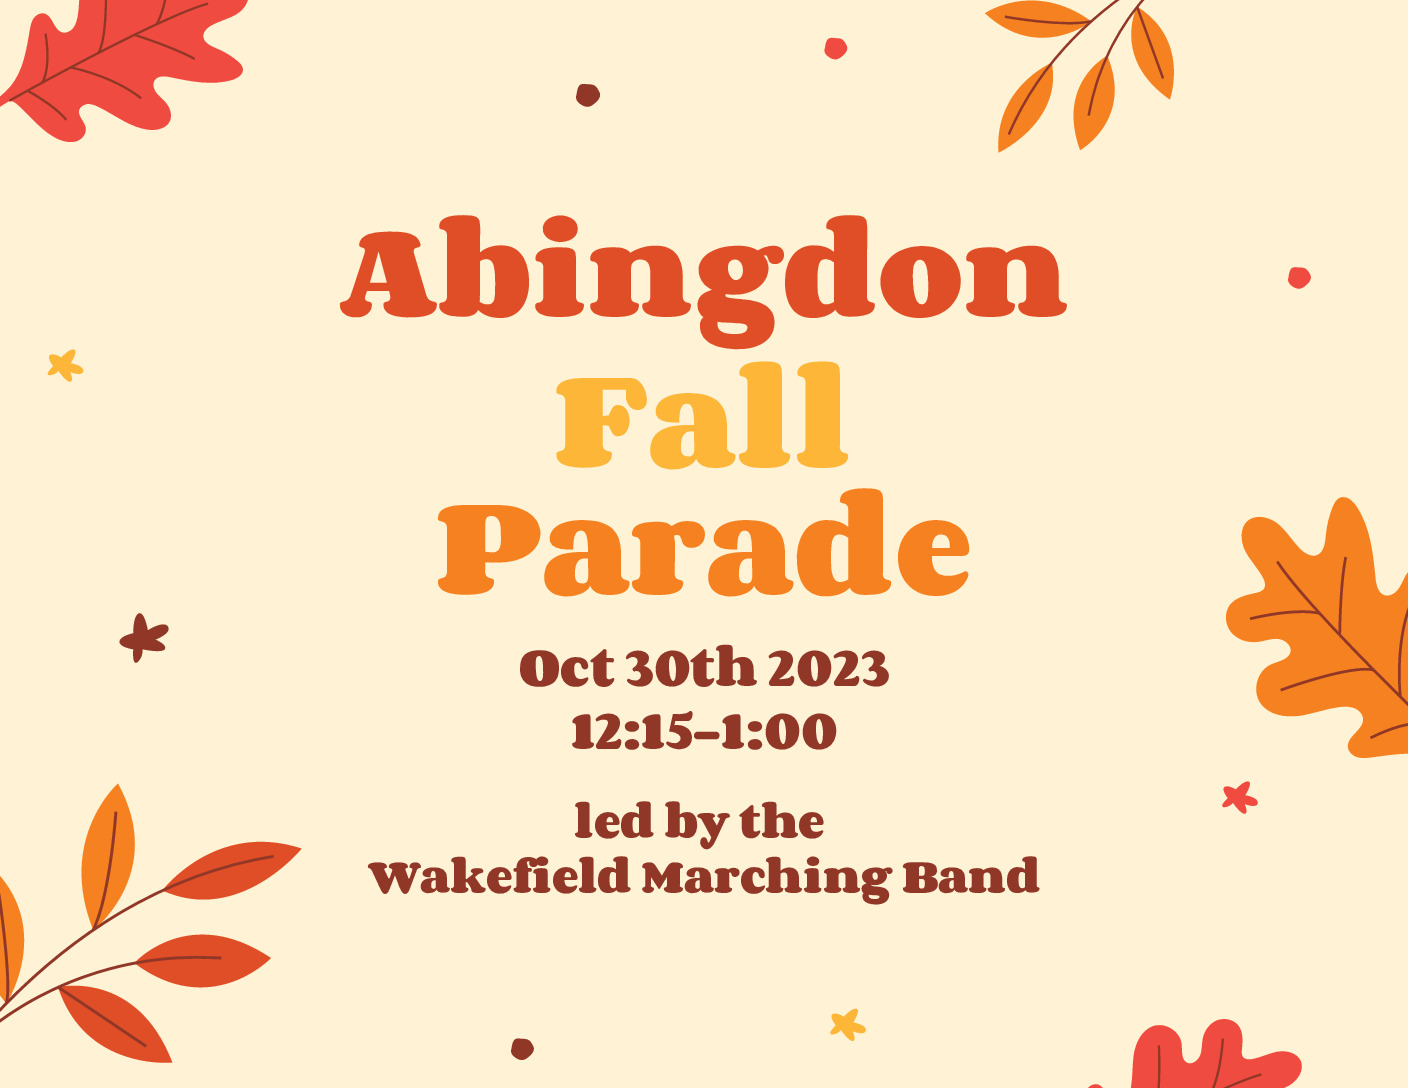 Abingdon
Fall
Parade
Oct 30th 2023
12:15–1:00
led by the
Wakefield Marching Band